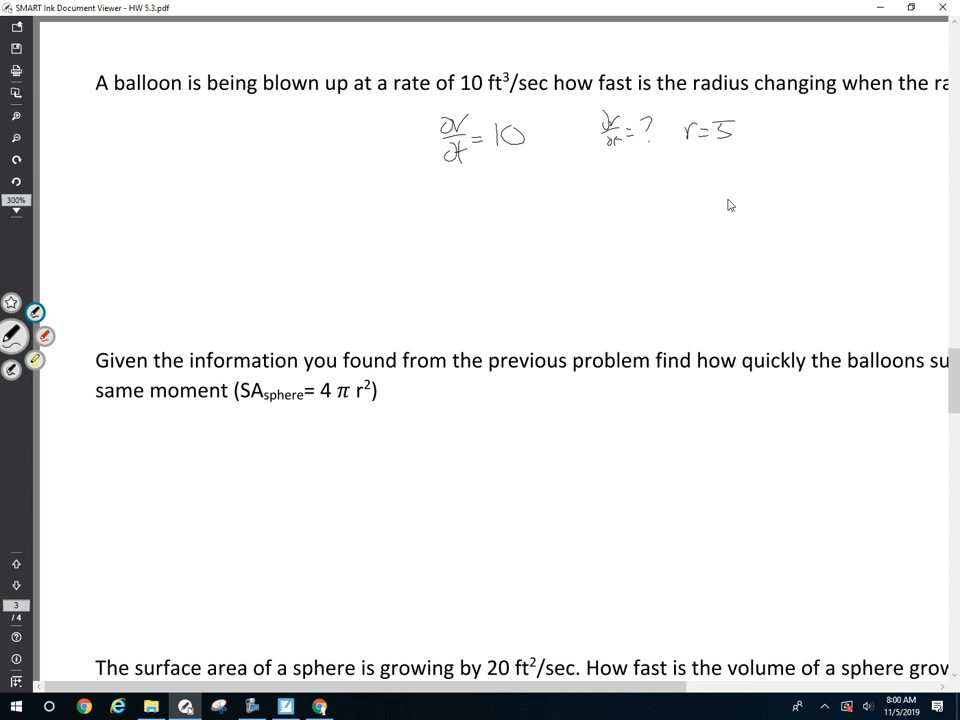 SMART Ink Document Viewer - HW 5.3.pdf
A balloon is being blown up at a rate of 10 ft³/sec how fast is the radius changing when the ra
dV/dt = 10 dr/dt = ? r = 5
300%
Given the information you found from the previous problem find how quickly the balloons su
same moment (SAsphere= 4 π r²)
3
/ 4
The surface area of a sphere is growing by 20 ft²/sec. How fast is the volume of a sphere grow
8:00 AM
11/5/2019